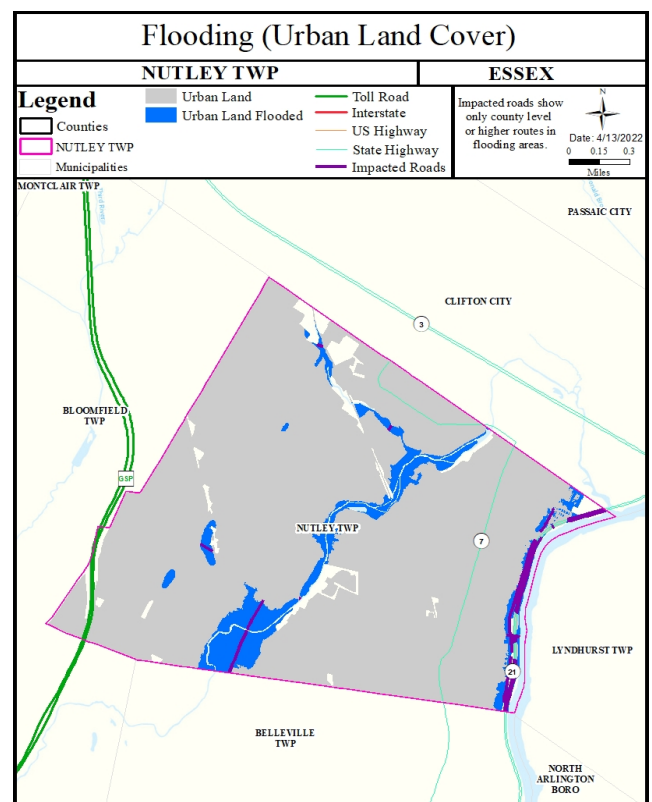 Flooding (Urban Land Cover)
NUTLEY TWP
ESSEX
Legend
Counties
NUTLEY TWP
Municipalities
Urban Land
Urban Land Flooded
Toll Road
Interstate
US Highway
State Highway
Impacted Roads
Impacted roads show
only county level
or higher routes in
flooding areas.
N
Date: 4/13/2022
0 0.15 0.3
Miles
MONTCLAIR TWP
PASSAIC CITY
CLIFTON CITY
3
BLOOMFIELD
TWP
GSP
NUTLEY TWP
7
LYNDHURST TWP
21
BELLEVILLE
TWP
NORTH
ARLINGTON
BORO